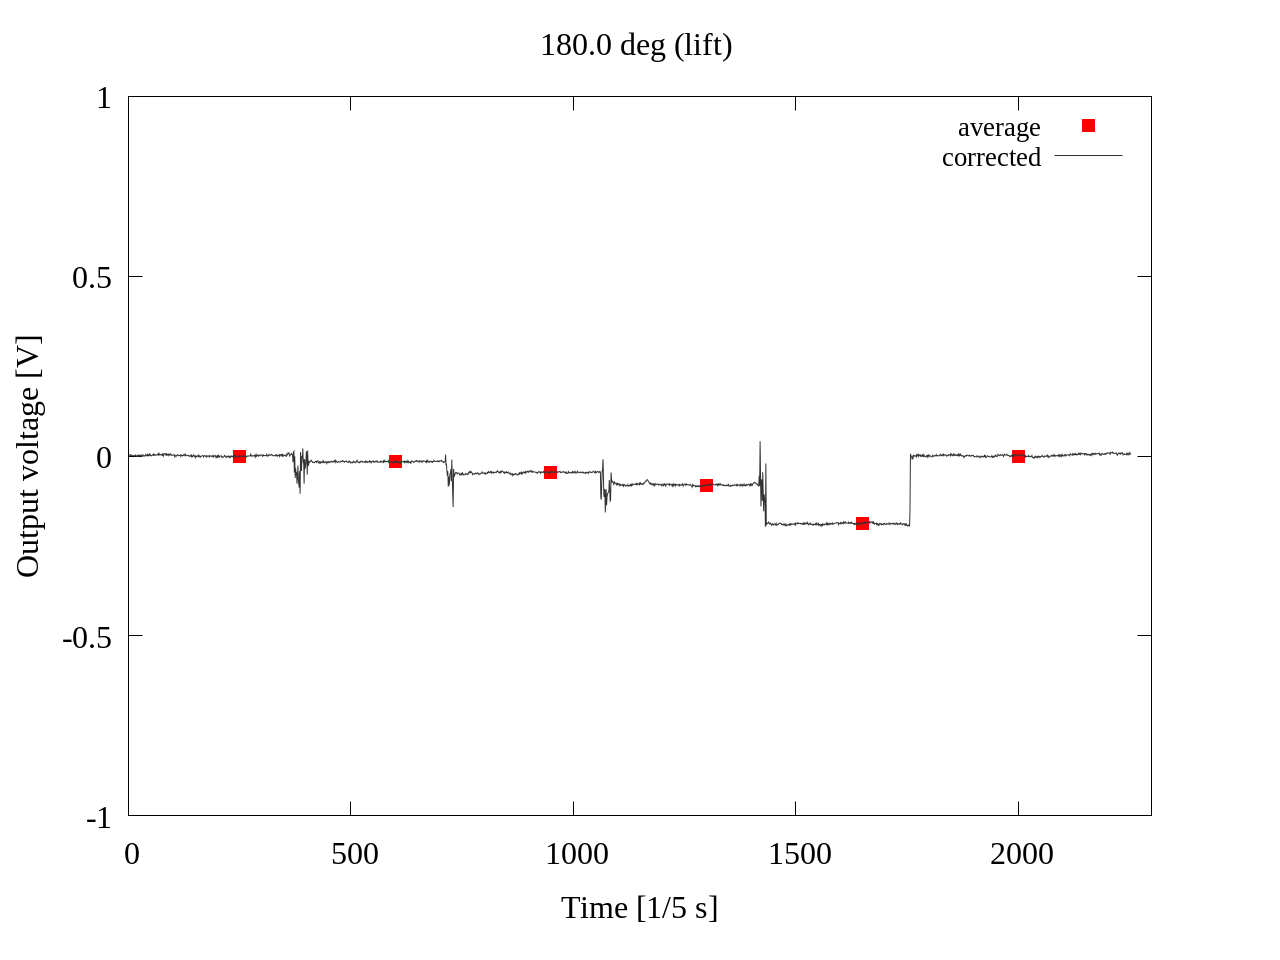 180.0 deg (lift)
average
corrected
1
0.5
0
-0.5
-1
Output voltage [V]
0 500 1000 1500 2000
Time [1/5 s]